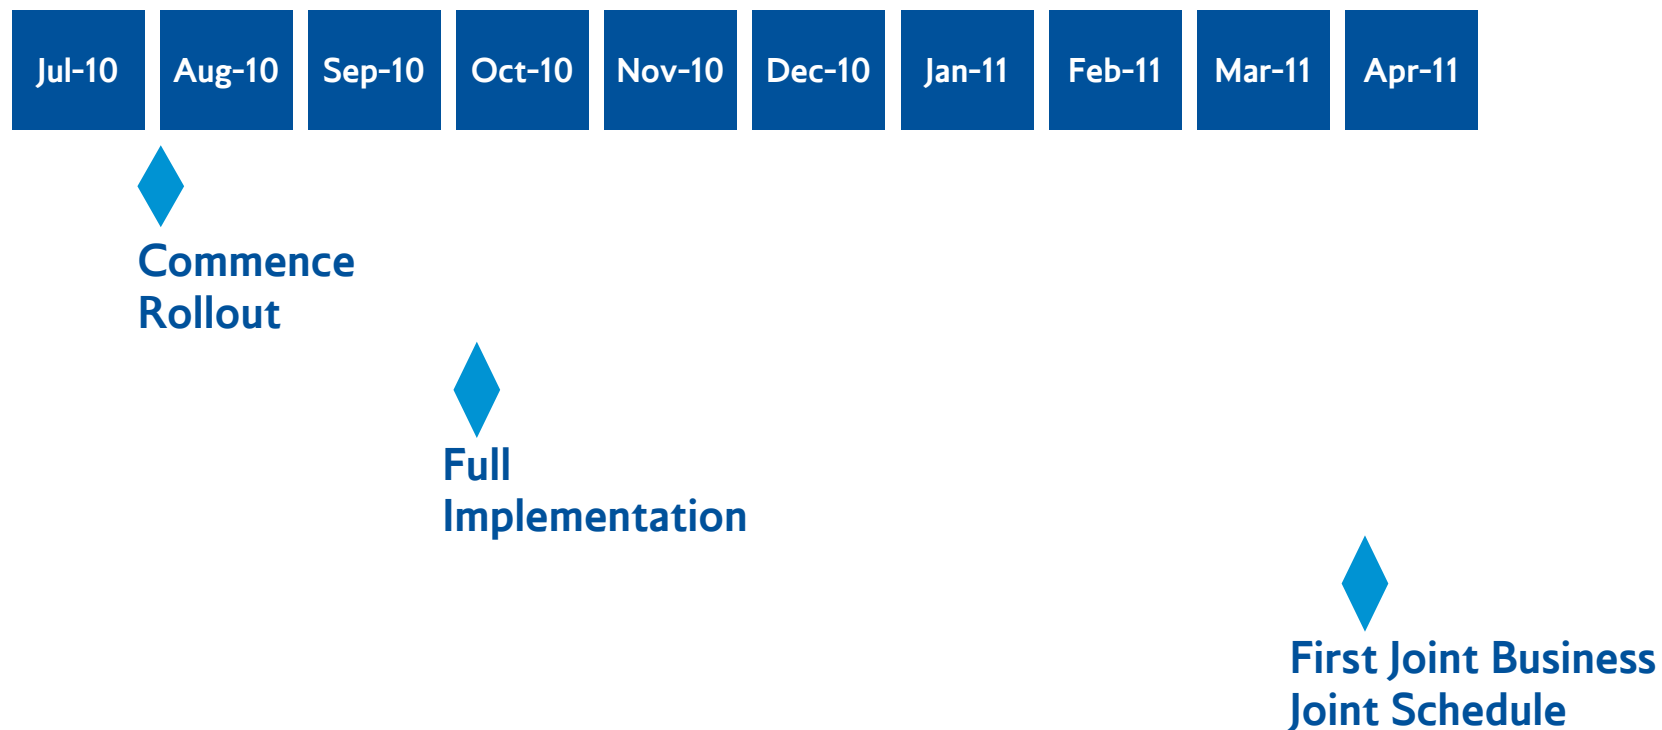 Jul-10 Aug-10 Sep-10 Oct-10 Nov-10 Dec-10 Jan-11 Feb-11 Mar-11 Apr-11
Commence
Rollout
Full
Implementation
First Joint Business
Joint Schedule